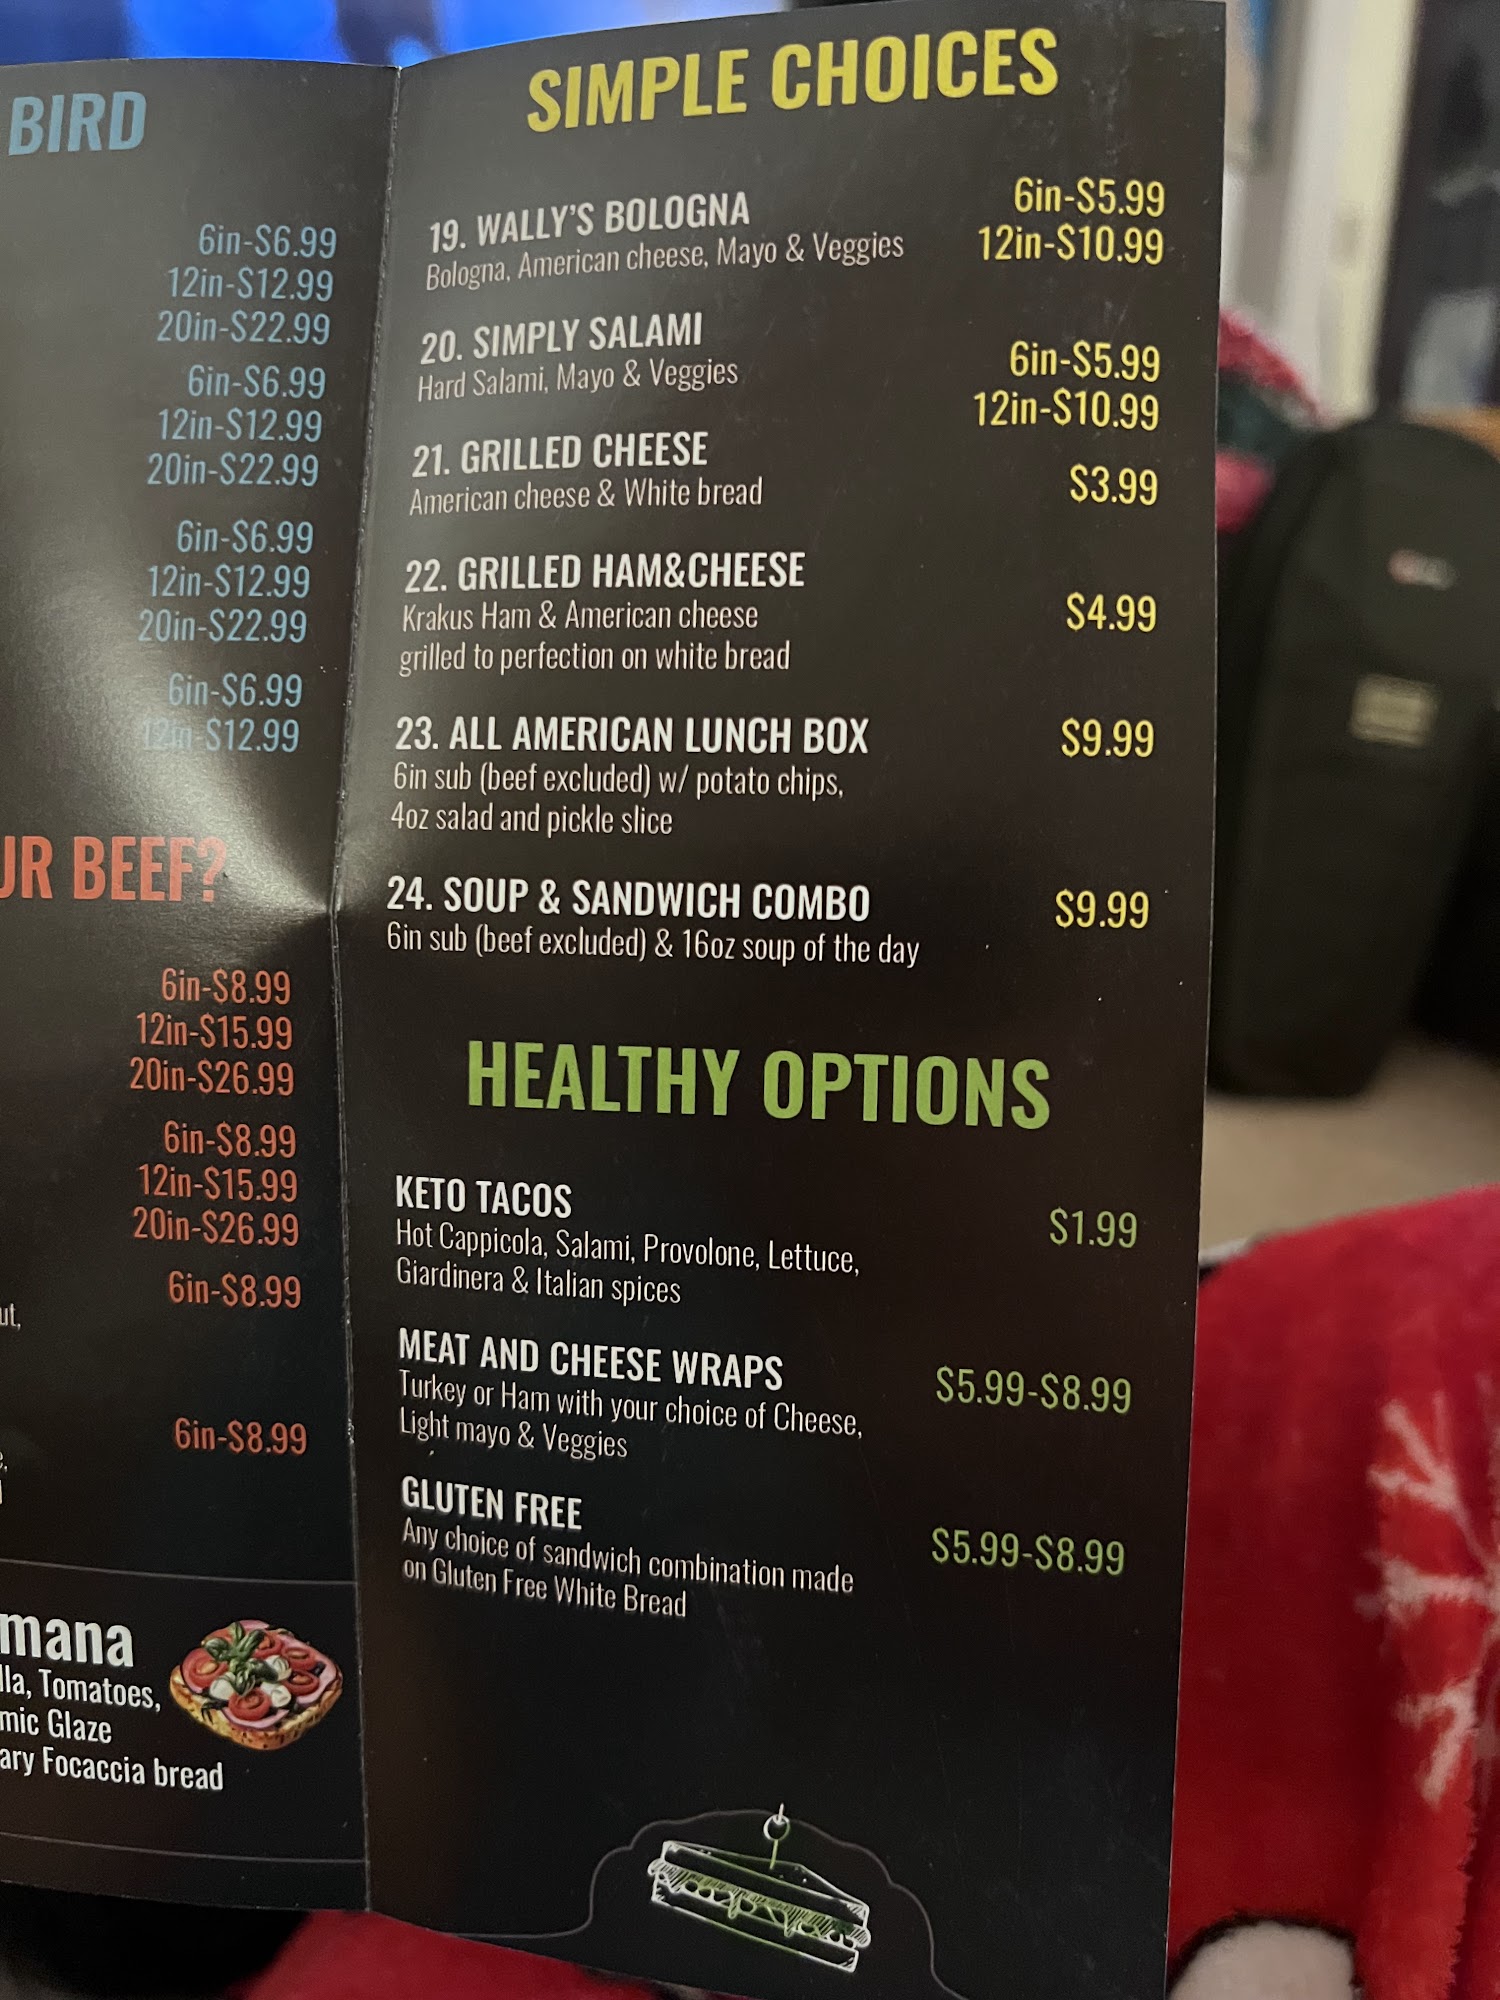 BIRD
6in-$6.99
12in-$12.99
20in-$22.99
6in-$6.99
12in-$12.99
20in-$22.99
6in-$6.99
12in-$12.99
20in-$22.99
6in-$6.99
12in-$12.99
UR BEEF?
6in-$8.99
12in-$15.99
20in-$26.99
6in-$8.99
12in-$15.99
20in-$26.99
6in-$8.99
ut,
6in-$8.99
mana
lla, Tomatoes,
mic Glaze
ary Focaccia bread
SIMPLE CHOICES
19. WALLY'S BOLOGNA
Bologna, American cheese, Mayo & Veggies
6in-$5.99
12in-$10.99
20. SIMPLY SALAMI
Hard Salami, Mayo & Veggies
6in-$5.99
12in-$10.99
21. GRILLED CHEESE
American cheese & White bread
$3.99
22. GRILLED HAM&CHEESE
Krakus Ham & American cheese
grilled to perfection on white bread
$4.99
23. ALL AMERICAN LUNCH BOX
6in sub (beef excluded) w/ potato chips,
4oz salad and pickle slice
$9.99
24. SOUP & SANDWICH COMBO
6in sub (beef excluded) & 16oz soup of the day
$9.99
HEALTHY OPTIONS
KETO TACOS
Hot Cappicola, Salami, Provolone, Lettuce,
Giardinera & Italian spices
$1.99
MEAT AND CHEESE WRAPS
Turkey or Ham with your choice of Cheese,
Light mayo & Veggies
$5.99-$8.99
GLUTEN FREE
Any choice of sandwich combination made
on Gluten Free White Bread
$5.99-$8.99